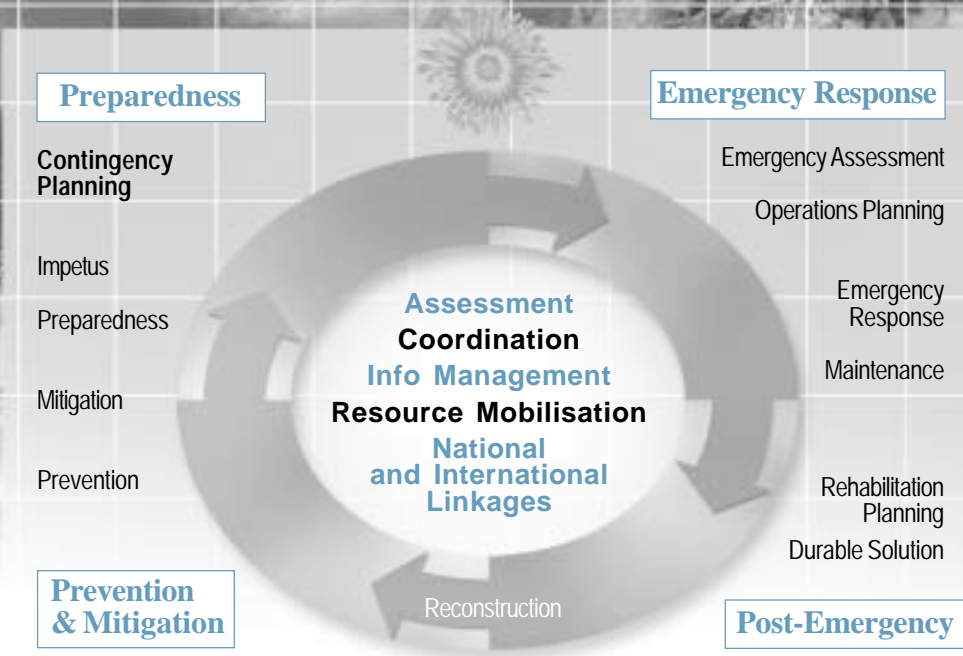 Preparedness
Contingency
Planning
Impetus
Preparedness
Mitigation
Prevention
Prevention
& Mitigation
Assessment
Coordination
Info Management
Resource Mobilisation
National
and International
Linkages
Reconstruction
Emergency Response
Emergency Assessment
Operations Planning
Emergency
Response
Maintenance
Rehabilitation
Planning
Durable Solution
Post-Emergency